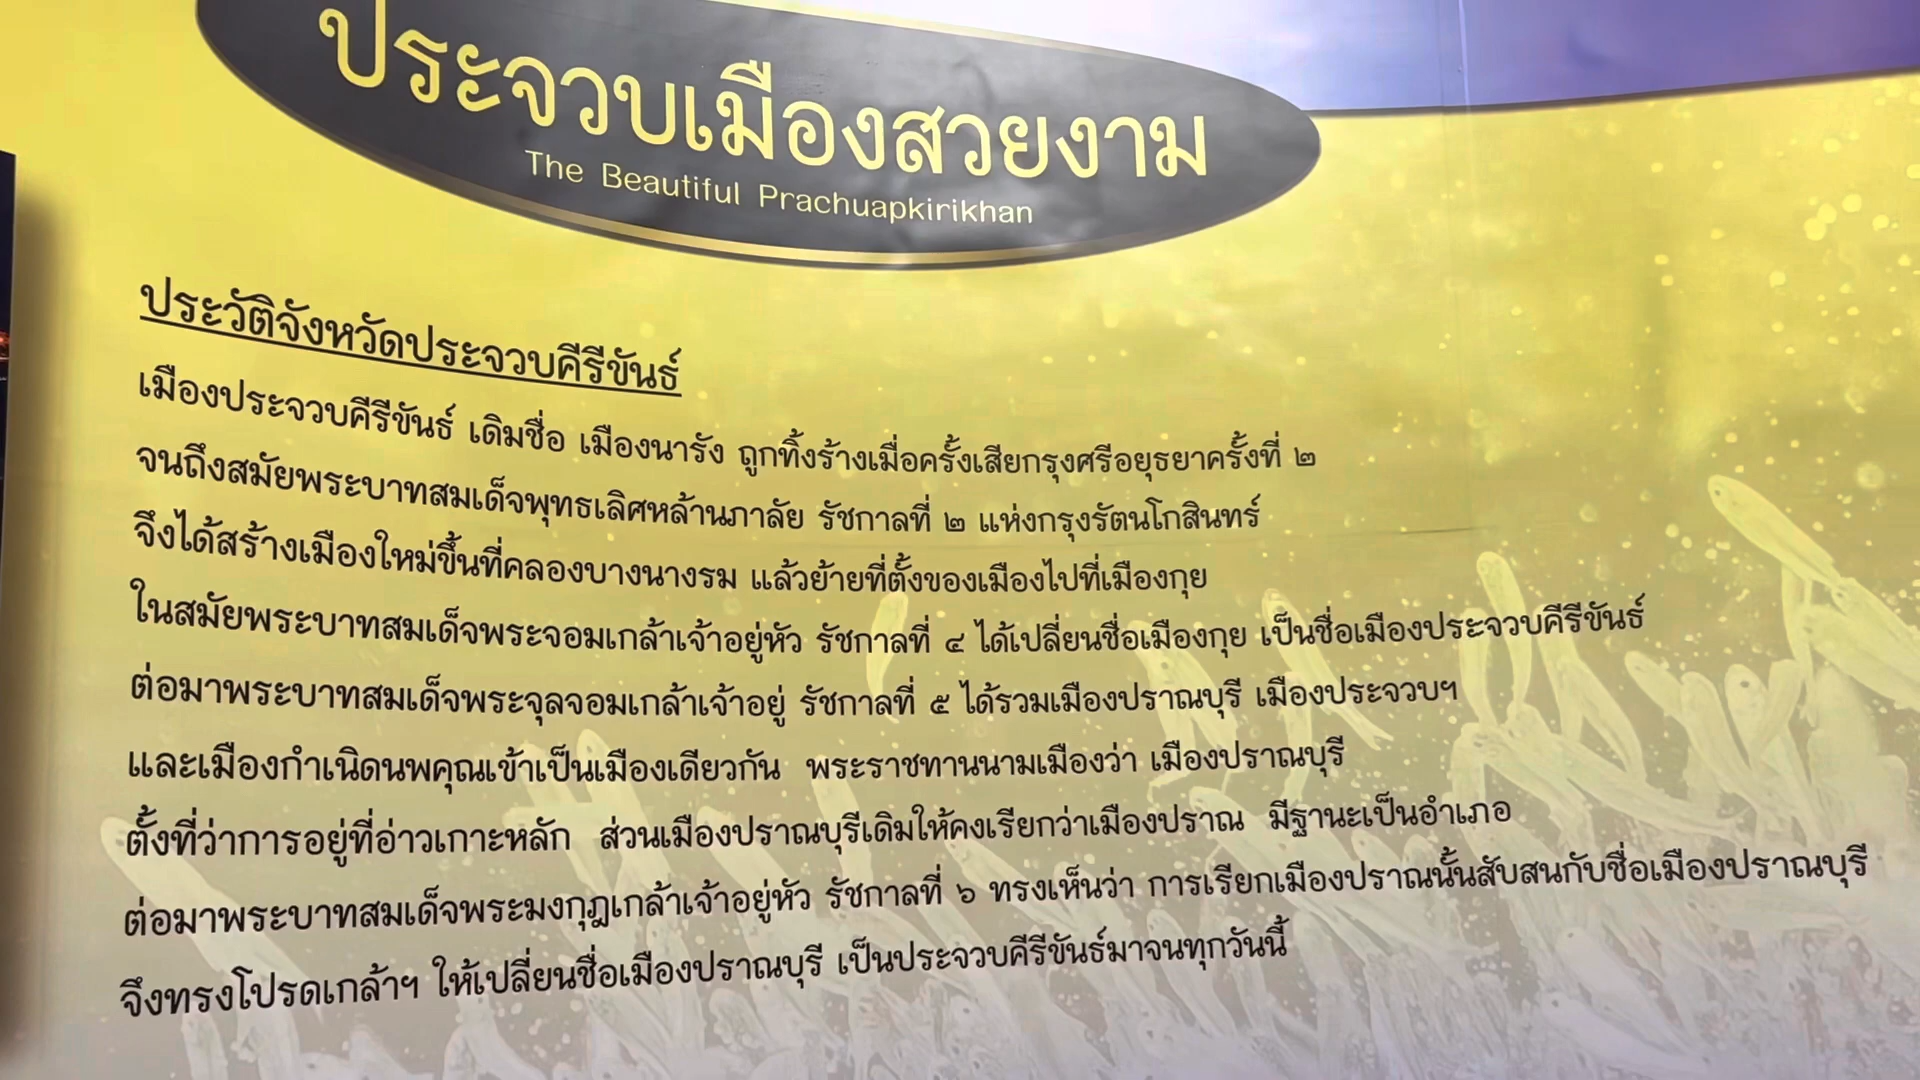 ประจวบเมืองสวยงาม
The Beautiful Prachuapkirikhan
ประวัติจังหวัดประจวบคีรีขันธ์
เมืองประจวบคีรีขันธ์ เดิมชื่อ เมืองนารัง ถูกทิ้งร้างเมื่อครั้งเสียกรุงศรีอยุธยาครั้งที่ ๒
จนถึงสมัยพระบาทสมเด็จพุทธเลิศหล้านภาลัย รัชกาลที่ ๒ แห่งกรุงรัตนโกสินทร์
จึงได้สร้างเมืองใหม่ขึ้นที่คลองบางนางรม แล้วย้ายที่ตั้งของเมืองไปที่เมืองกุย
ในสมัยพระบาทสมเด็จพระจอมเกล้าเจ้าอยู่หัว รัชกาลที่ ๔ ได้เปลี่ยนชื่อเมืองกุย เป็นชื่อเมืองประจวบคีรีขันธ์
ต่อมาพระบาทสมเด็จพระจุลจอมเกล้าเจ้าอยู่ รัชกาลที่ ๕ ได้รวมเมืองปราณบุรี เมืองประจวบฯ
และเมืองกำเนิดนพคุณเข้าเป็นเมืองเดียวกัน พระราชทานนามเมืองว่า เมืองปราณบุรี
ตั้งที่ว่าการอยู่ที่อ่าวเกาะหลัก ส่วนเมืองปราณบุรีเดิมให้คงเรียกว่าเมืองปราณ มีฐานะเป็นอำเภอ
ต่อมาพระบาทสมเด็จพระมงกุฎเกล้าเจ้าอยู่หัว รัชกาลที่ ๖ ทรงเห็นว่า การเรียกเมืองปราณนั้นสับสนกับชื่อเมืองปราณบุรี
จึงทรงโปรดเกล้าฯ ให้เปลี่ยนชื่อเมืองปราณบุรี เป็นประจวบคีรีขันธ์มาจนทุกวันนี้